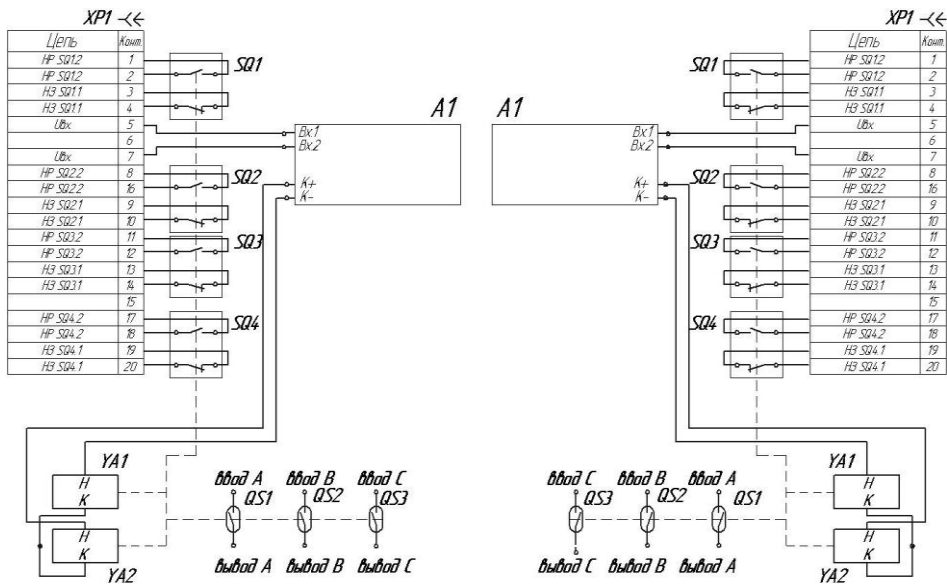 XP1
Цепь Конт.
НР SQ1.2 1
НР SQ1.2 2
НЗ SQ1.1 3
НЗ SQ1.1 4
Uвх 5
6
Uвх 7
НР SQ2.2 8
НР SQ2.2 16
НЗ SQ2.1 9
НЗ SQ2.1 10
НР SQ3.2 11
НР SQ3.2 12
НЗ SQ3.1 13
НЗ SQ3.1 14
15
НР SQ4.2 17
НР SQ4.2 18
НЗ SQ4.1 19
НЗ SQ4.1 20
SQ1
SQ2
SQ3
SQ4
A1
Вх.1
Вх.2
К+
К-
YA1
Н
К
Н
К
YA2
ввод А ввод В ввод С
QS1 QS2 QS3
вывод А вывод В вывод С
XP1
Цепь Конт.
НР SQ1.2 1
НР SQ1.2 2
НЗ SQ1.1 3
НЗ SQ1.1 4
Uвх 5
6
Uвх 7
НР SQ2.2 8
НР SQ2.2 16
НЗ SQ2.1 9
НЗ SQ2.1 10
НР SQ3.2 11
НР SQ3.2 12
НЗ SQ3.1 13
НЗ SQ3.1 14
15
НР SQ4.2 17
НР SQ4.2 18
НЗ SQ4.1 19
НЗ SQ4.1 20
SQ1
SQ2
SQ3
SQ4
A1
Вх.1
Вх.2
К+
К-
YA1
Н
К
Н
К
YA2
ввод С ввод В ввод А
QS3 QS2 QS1
вывод С вывод В вывод А